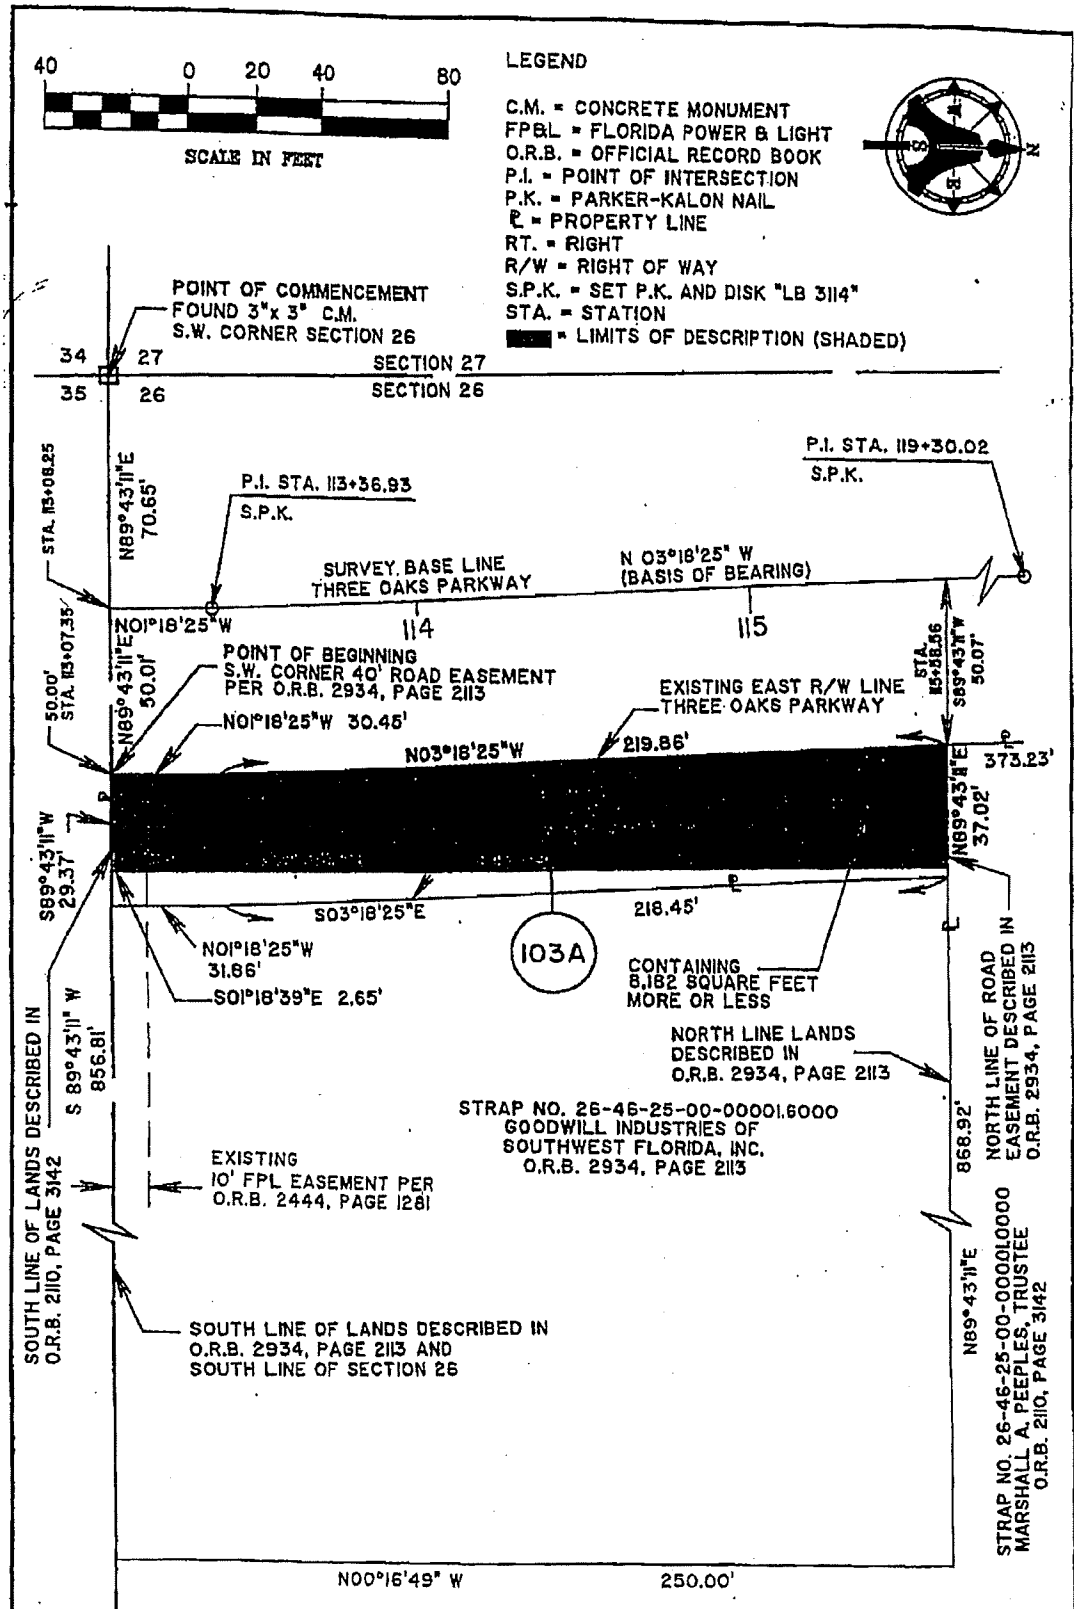 40 0 20 40 80
SCALE IN FEET
LEGEND
C.M. = CONCRETE MONUMENT
FP&L = FLORIDA POWER & LIGHT
O.R.B. = OFFICIAL RECORD BOOK
P.I. = POINT OF INTERSECTION
P.K. = PARKER-KALON NAIL
PL = PROPERTY LINE
RT. = RIGHT
R/W = RIGHT OF WAY
S.P.K. = SET P.K. AND DISK "LB 3114"
STA. = STATION
= LIMITS OF DESCRIPTION (SHADED)
W
S
N
E
POINT OF COMMENCEMENT
FOUND 3"x 3" C.M.
S.W. CORNER SECTION 26
34 27
35 26
SECTION 27
SECTION 26
STA. 113+08.25
N89°43'11"E
70.65'
P.I. STA. 113+36.93
S.P.K.
P.I. STA. 119+30.02
S.P.K.
SURVEY BASE LINE
THREE OAKS PARKWAY
N 03°18'25" W
(BASIS OF BEARING)
N01°18'25"W
114
115
50.00'
STA. 113+07.35
N89°43'11"E
50.01'
POINT OF BEGINNING
S.W. CORNER 40' ROAD EASEMENT
PER O.R.B. 2934, PAGE 2113
N01°18'25"W 30.45'
STA.
115+58.56
S89°43'11"W
50.07'
EXISTING EAST R/W LINE
THREE OAKS PARKWAY
N03°18'25"W
219.86'
PL
373.23'
PL
S89°43'11"W
29.37'
N89°43'11"E
37.02'
S03°18'25"E
PL
218.45'
N01°18'25"W
31.86'
S01°18'39"E 2.65'
103A
CONTAINING
8,182 SQUARE FEET
MORE OR LESS
PL
NORTH LINE LANDS
DESCRIBED IN
O.R.B. 2934, PAGE 2113
NORTH LINE OF ROAD
EASEMENT DESCRIBED IN
O.R.B. 2934, PAGE 2113
SOUTH LINE OF LANDS DESCRIBED IN
O.R.B. 2110, PAGE 3142
S 89°43'11" W
856.81'
STRAP NO. 26-46-25-00-00001.6000
GOODWILL INDUSTRIES OF
SOUTHWEST FLORIDA, INC.
O.R.B. 2934, PAGE 2113
EXISTING
10' FPL EASEMENT PER
O.R.B. 2444, PAGE 1281
868.92'
N89°43'11"E
STRAP NO. 26-46-25-00-00001.0000
MARSHALL A. PEEPLES, TRUSTEE
O.R.B. 2110, PAGE 3142
SOUTH LINE OF LANDS DESCRIBED IN
O.R.B. 2934, PAGE 2113 AND
SOUTH LINE OF SECTION 26
N00°16'49" W 250.00'